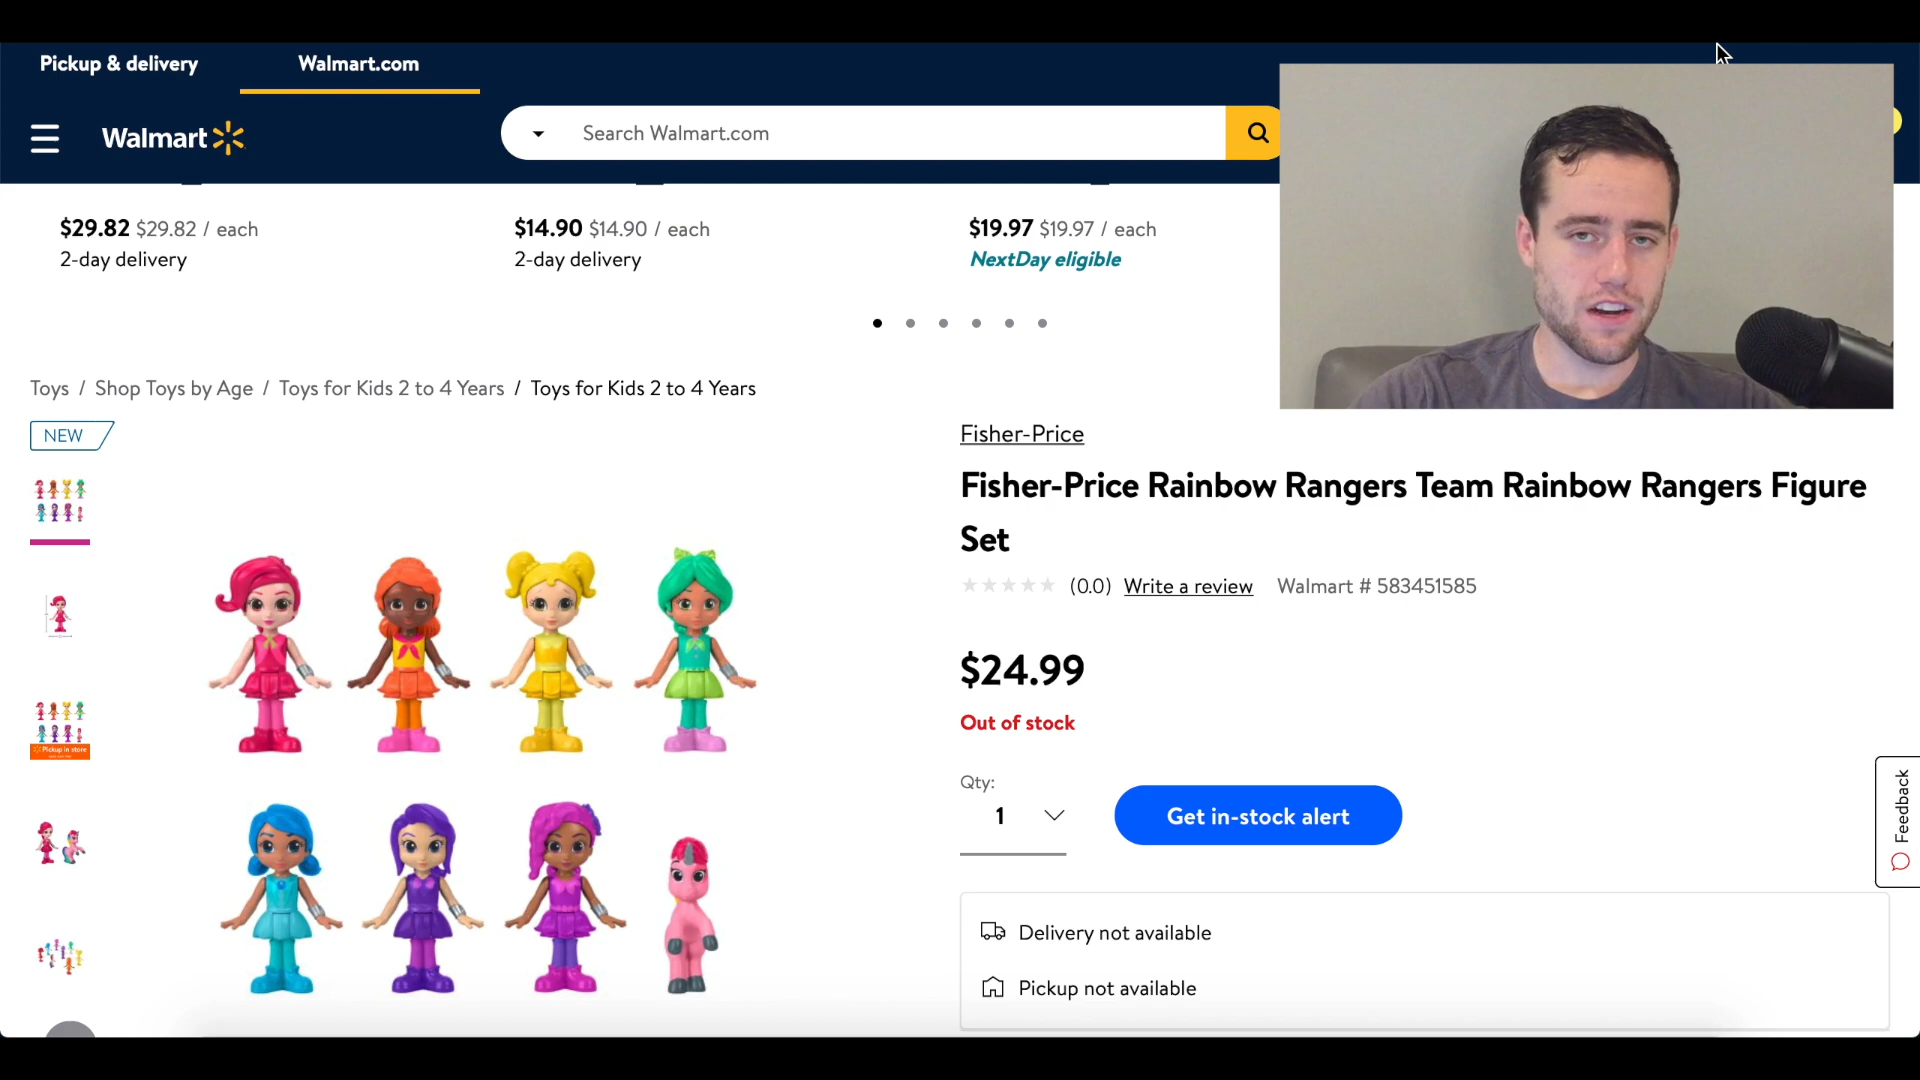 Pickup & delivery
Walmart.com
Walmart
Search Walmart.com
$29.82 $29.82 / each
2-day delivery
$14.90 $14.90 / each
2-day delivery
$19.97 $19.97 / each
NextDay eligible
Toys / Shop Toys by Age / Toys for Kids 2 to 4 Years / Toys for Kids 2 to 4 Years
NEW
Pickup in store
Fisher-Price
Fisher-Price Rainbow Rangers Team Rainbow Rangers Figure
Set
(0.0) Write a review Walmart # 583451585
$24.99
Out of stock
Qty:
1
Get in-stock alert
Delivery not available
Pickup not available
Feedback